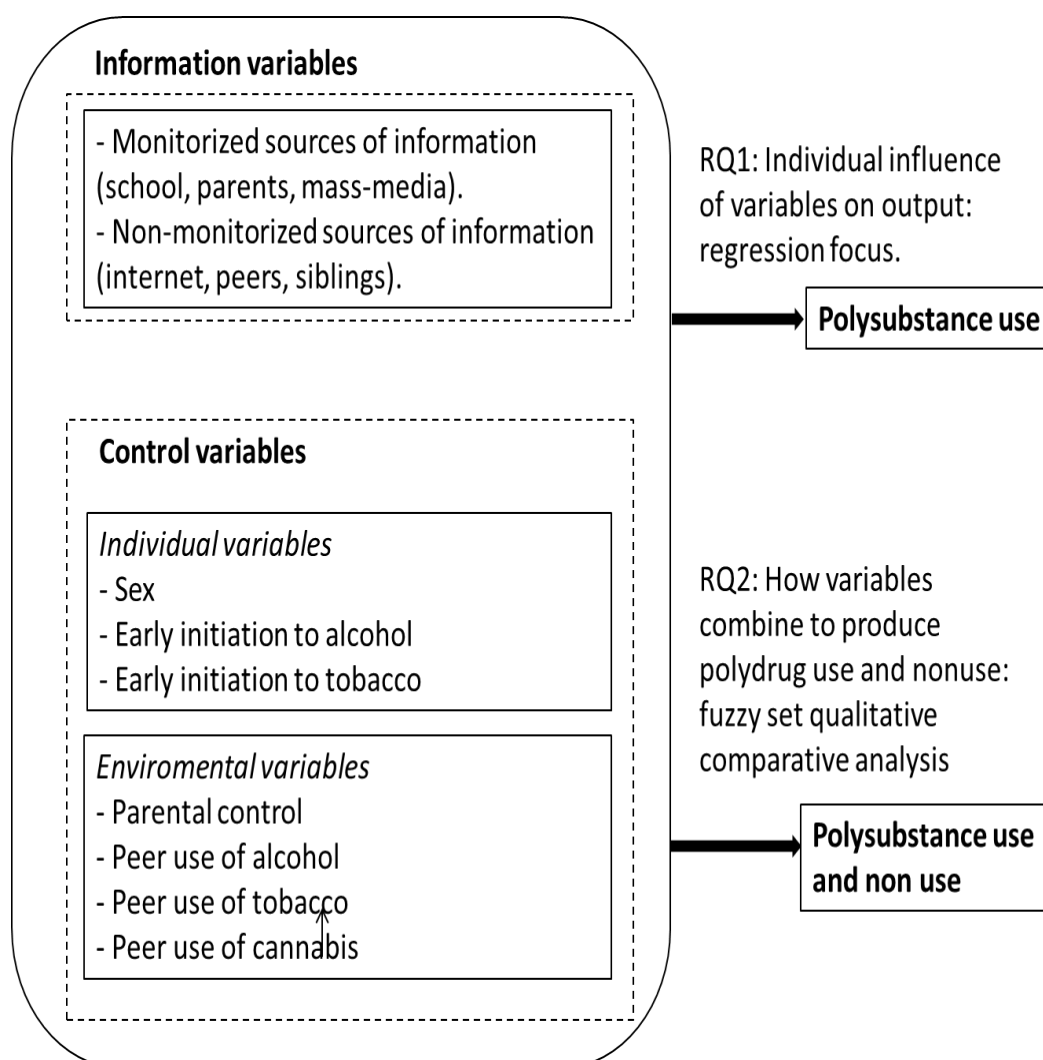 Information variables
- Monitorized sources of information
(school, parents, mass-media).
- Non-monitorized sources of information
(internet, peers, siblings).
RQ1: Individual influence
of variables on output:
regression focus.
Polysubstance use
Control variables
Individual variables
- Sex
- Early initiation to alcohol
- Early initiation to tobacco
Enviromental variables
- Parental control
- Peer use of alcohol
- Peer use of tobacco
- Peer use of cannabis
RQ2: How variables
combine to produce
polydrug use and nonuse:
fuzzy set qualitative
comparative analysis
Polysubstance use
and non use